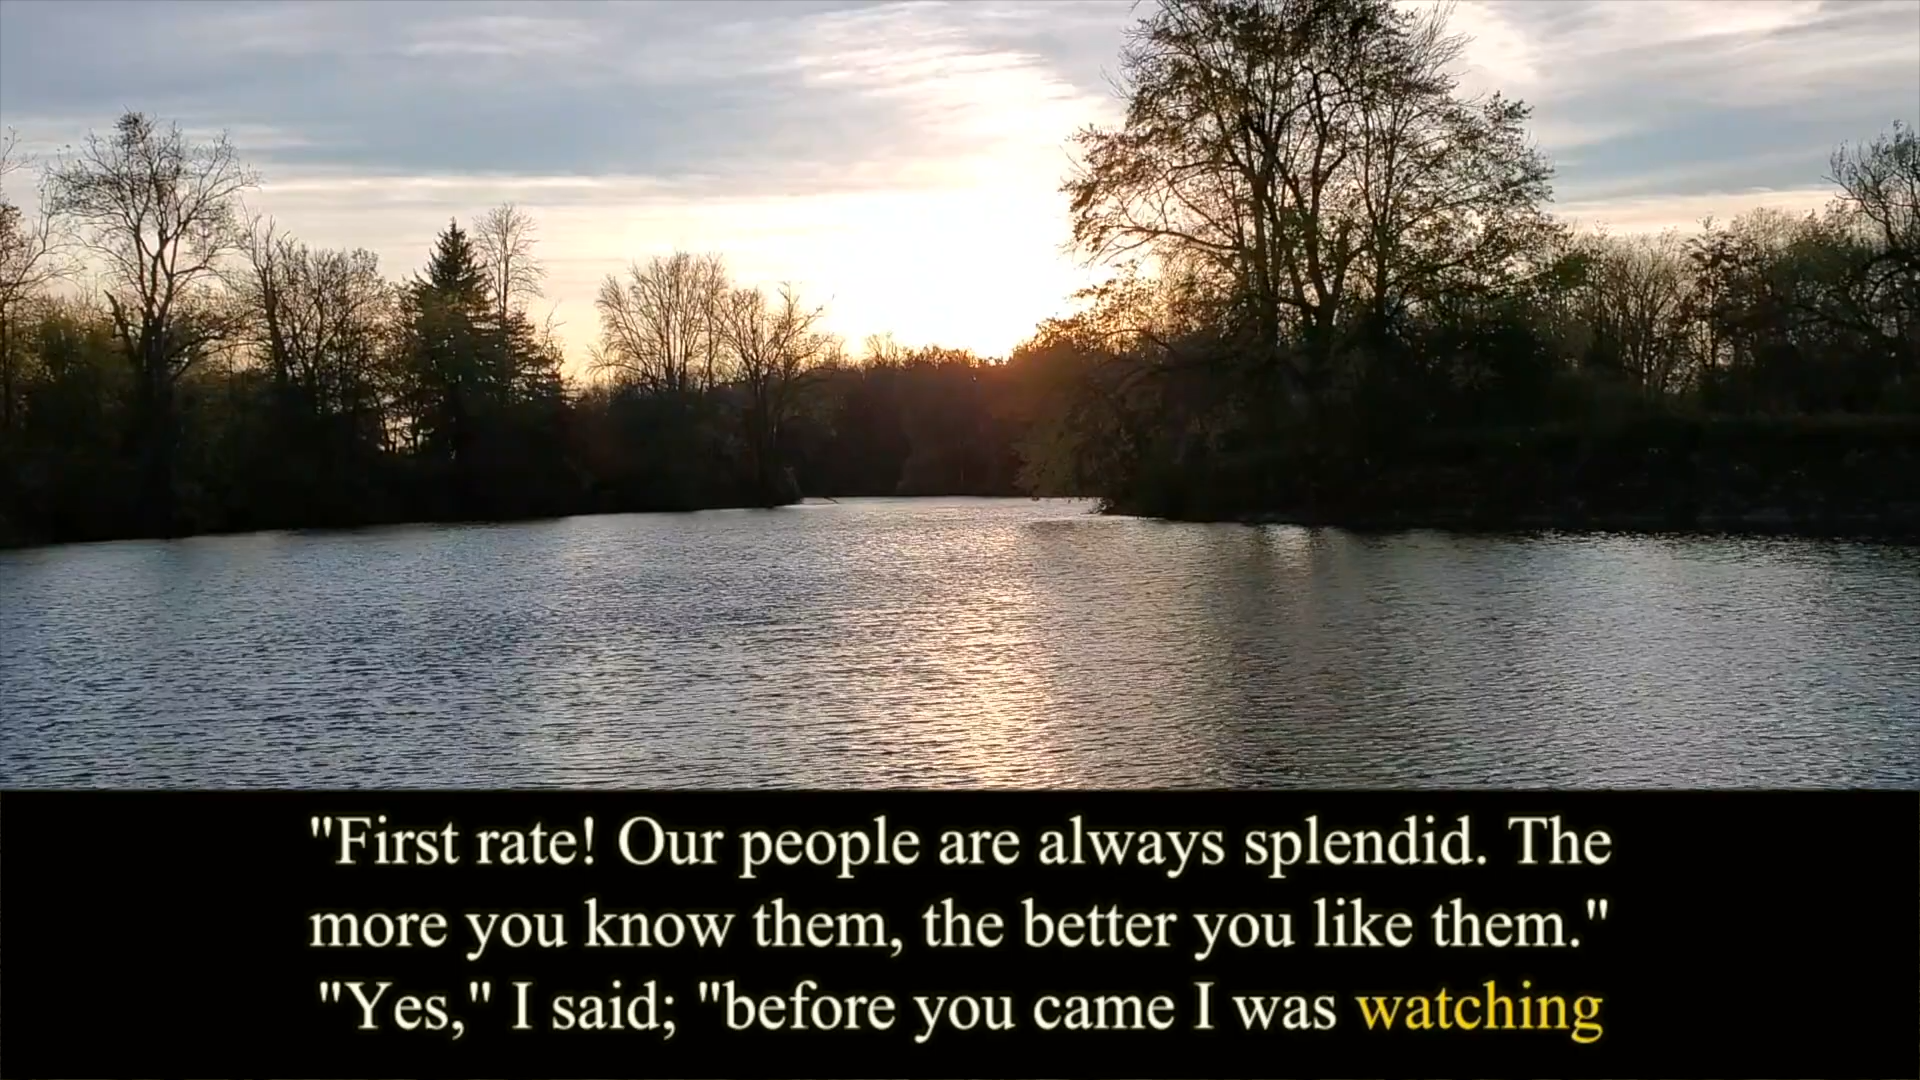 "First rate! Our people are always splendid. The
more you know them, the better you like them."
"Yes," I said; "before you came I was watching